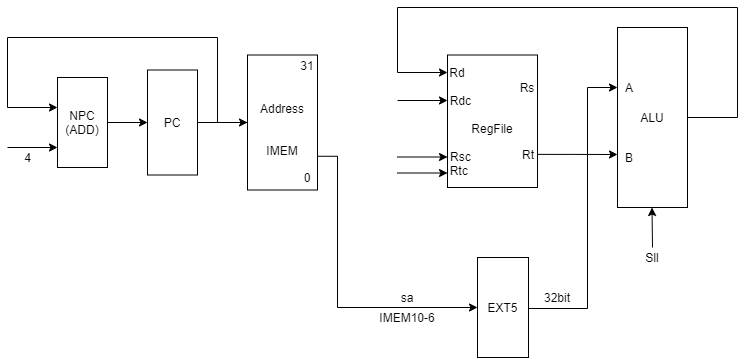 31
Rd
Rs
A
Address
Rdc
NPC
(ADD)
PC
RegFile
ALU
4
IMEM
Rsc
Rtc
Rt
B
0
Sll
sa
IMEM10-6
EXT5
32bit